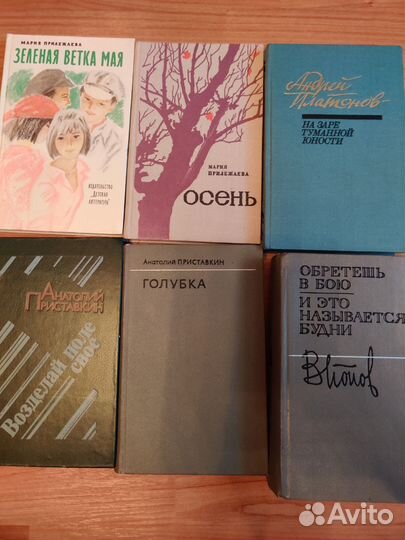 МАРИЯ ПРИЛЕЖАЕВА
ЗЕЛЕНАЯ ВЕТКА МАЯ
ИЗДАТЕЛЬСТВО
"ДЕТСКАЯ
ЛИТЕРАТУРА"
МАРИЯ
ПРИЛЕЖАЕВА
ОСЕНЬ
Андрей
Платонов
НА ЗАРЕ
ТУМАННОЙ
ЮНОСТИ
АНАТОЛИЙ
ПРИСТАВКИН
Возделай поле
свое
Анатолий ПРИСТАВКИН
ГОЛУБКА
ОБРЕТЕШЬ
В БОЮ
И ЭТО
НАЗЫВАЕТСЯ
БУДНИ
ВПопов
Avito